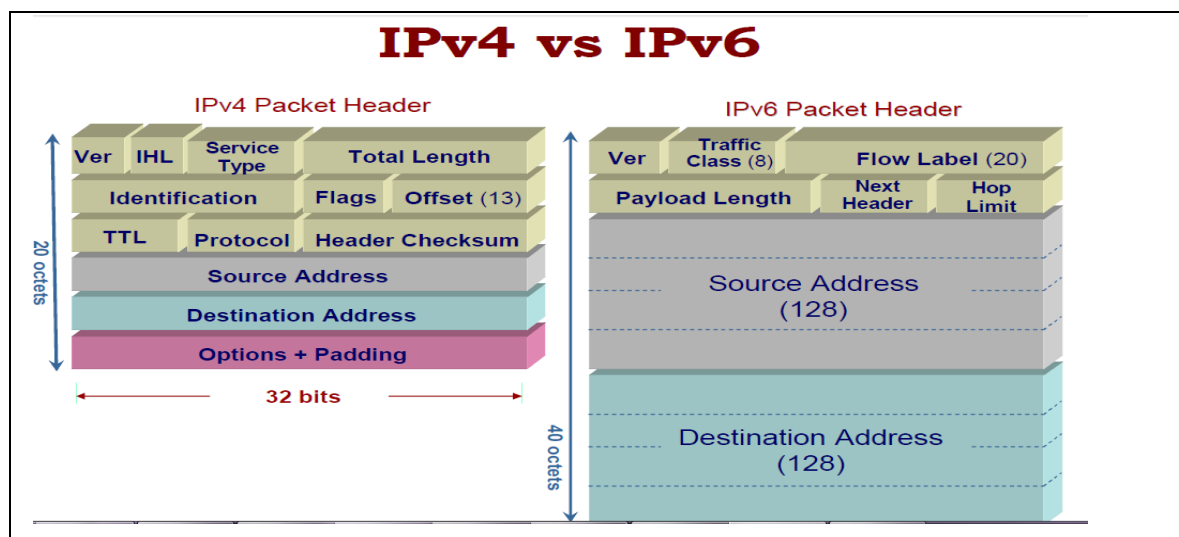 IPv4 vs IPv6
IPv4 Packet Header
Ver IHL Service Type Total Length
Identification Flags Offset (13)
TTL Protocol Header Checksum
Source Address
Destination Address
Options + Padding
20 octets
32 bits
IPv6 Packet Header
Ver Traffic Class (8) Flow Label (20)
Payload Length Next Header Hop Limit
Source Address
(128)
Destination Address
(128)
40 octets